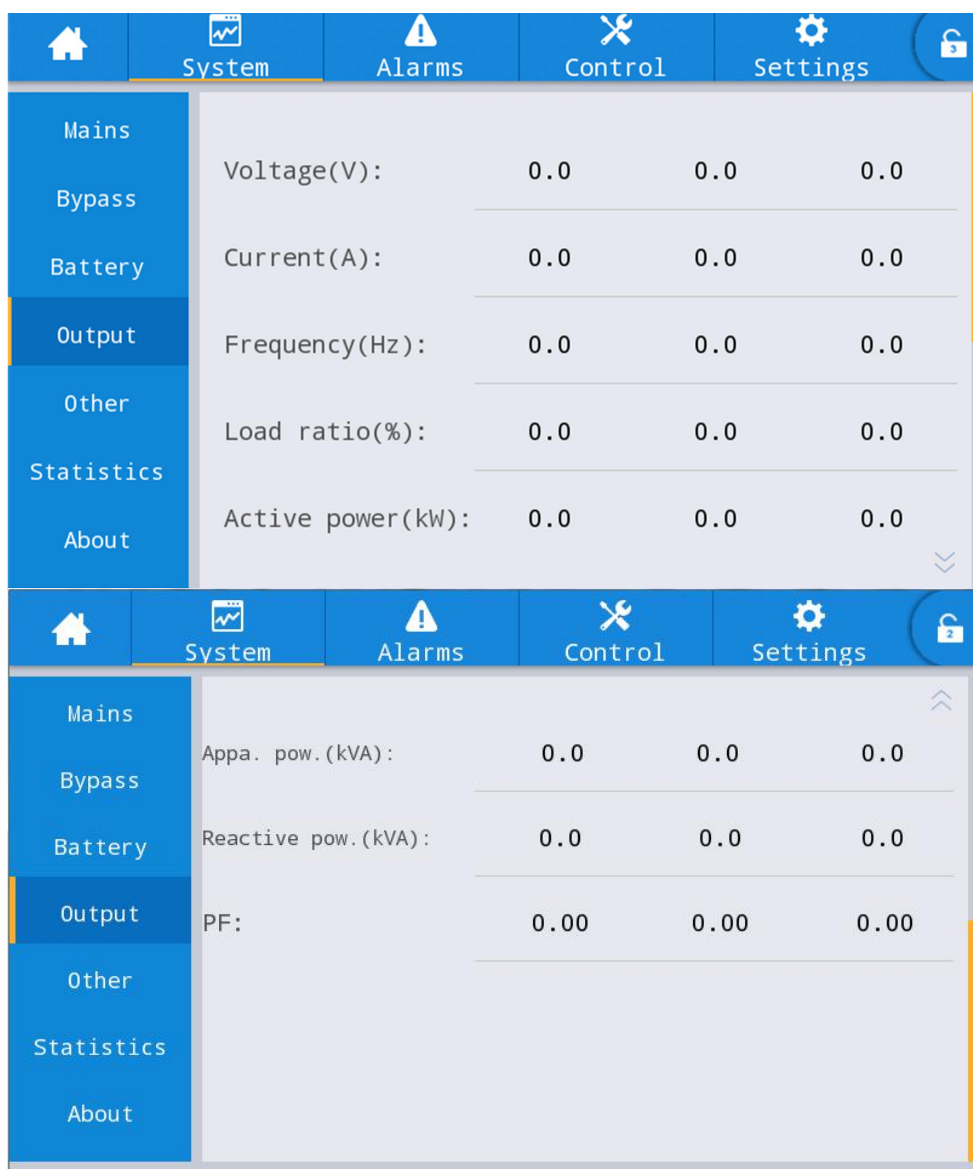 System Alarms Control Settings 3
Mains
Bypass
Battery
Output
Other
Statistics
About
Voltage(V): 0.0 0.0 0.0
Current(A): 0.0 0.0 0.0
Frequency(Hz): 0.0 0.0 0.0
Load ratio(%): 0.0 0.0 0.0
Active power(kW): 0.0 0.0 0.0
System Alarms Control Settings 2
Mains
Bypass
Battery
Output
Other
Statistics
About
Appa. pow.(kVA): 0.0 0.0 0.0
Reactive pow.(kVA): 0.0 0.0 0.0
PF: 0.00 0.00 0.00